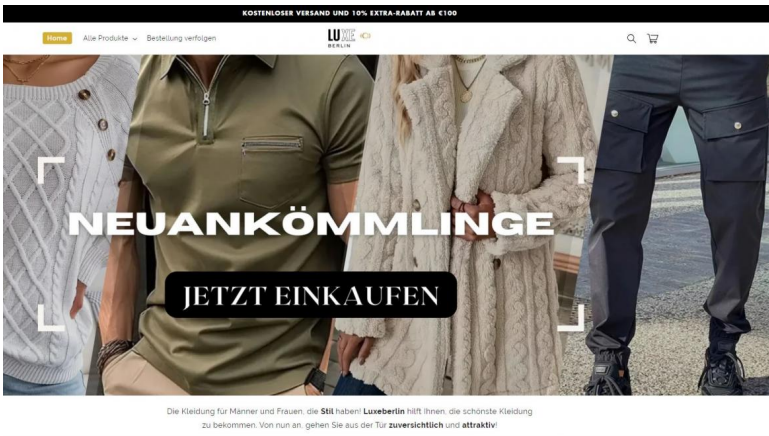 KOSTENLOSER VERSAND UND 10% EXTRA-RABATT AB €100
Home Alle Produkte Bestellung verfolgen
LUXE
BERLIN
NEUANKÖMMLINGE
JETZT EINKAUFEN
Die Kleidung für Männer und Frauen, die Stil haben! Luxeberlin hilft Ihnen, die schönste Kleidung
zu bekommen. Von nun an, gehen Sie aus der Tür zuversichtlich und attraktiv!